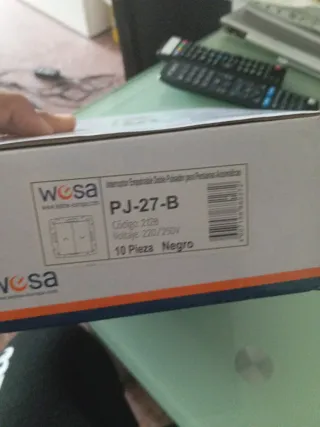 Interruptor Empotrable Doble Pulsador para Persianas Automáticas
wesa
PJ-27-B
Código: 2128
Voltaje: 220/250V
10 Pieza Negro
wesa